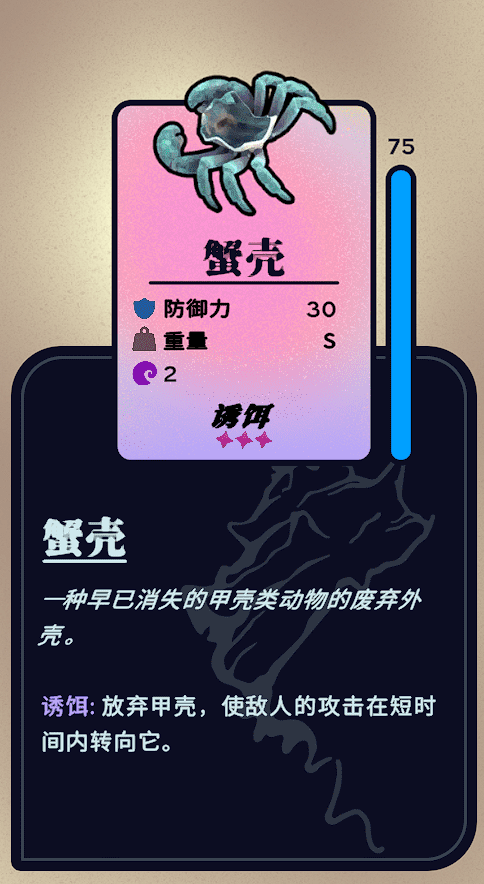 75
蟹壳
防御力 30
重量 S
2
诱饵
蟹壳
一种早已消失的甲壳类动物的废弃外
壳。
诱饵: 放弃甲壳，使敌人的攻击在短时
间内转向它。